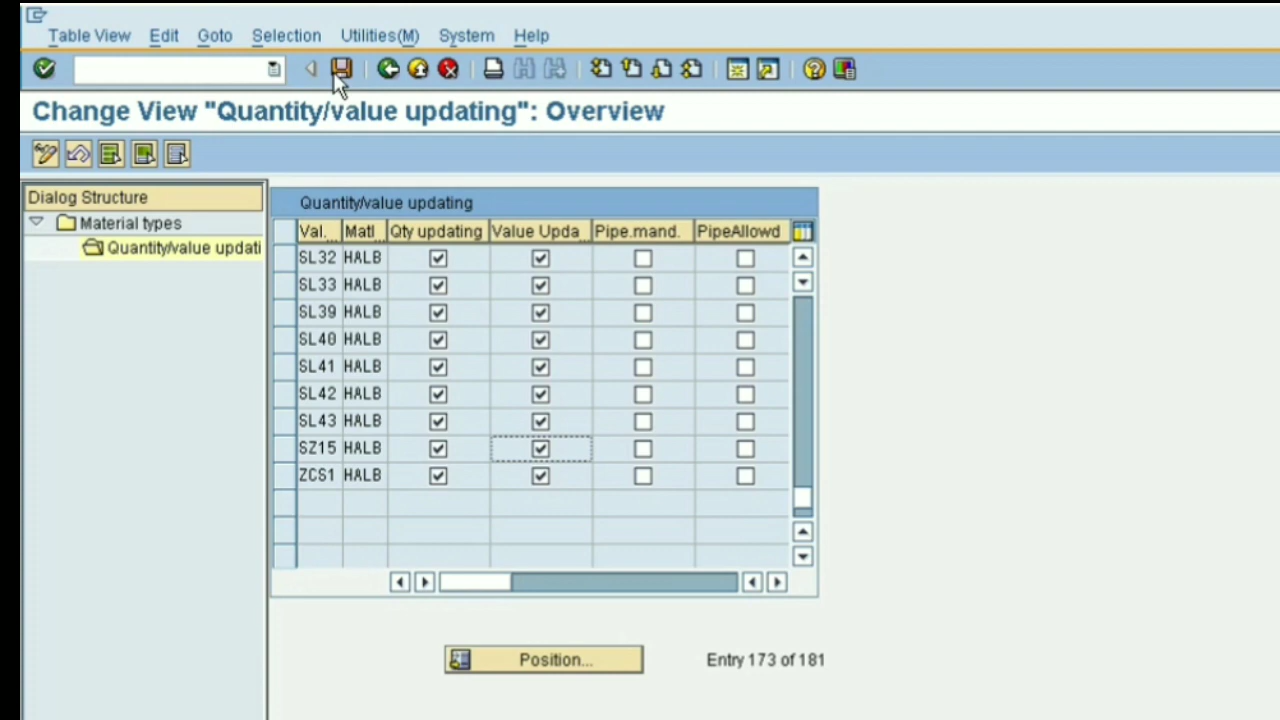 Table View Edit Goto Selection Utilities(M) System Help
Change View "Quantity/value updating": Overview
Dialog Structure
Material types
Quantity/value updati
Quantity/value updating
Val... Matl... Qty updating Value Upda... Pipe.mand. PipeAllowd
SL32 HALB
SL33 HALB
SL39 HALB
SL40 HALB
SL41 HALB
SL42 HALB
SL43 HALB
SZ15 HALB
ZCS1 HALB
Position...
Entry 173 of 181